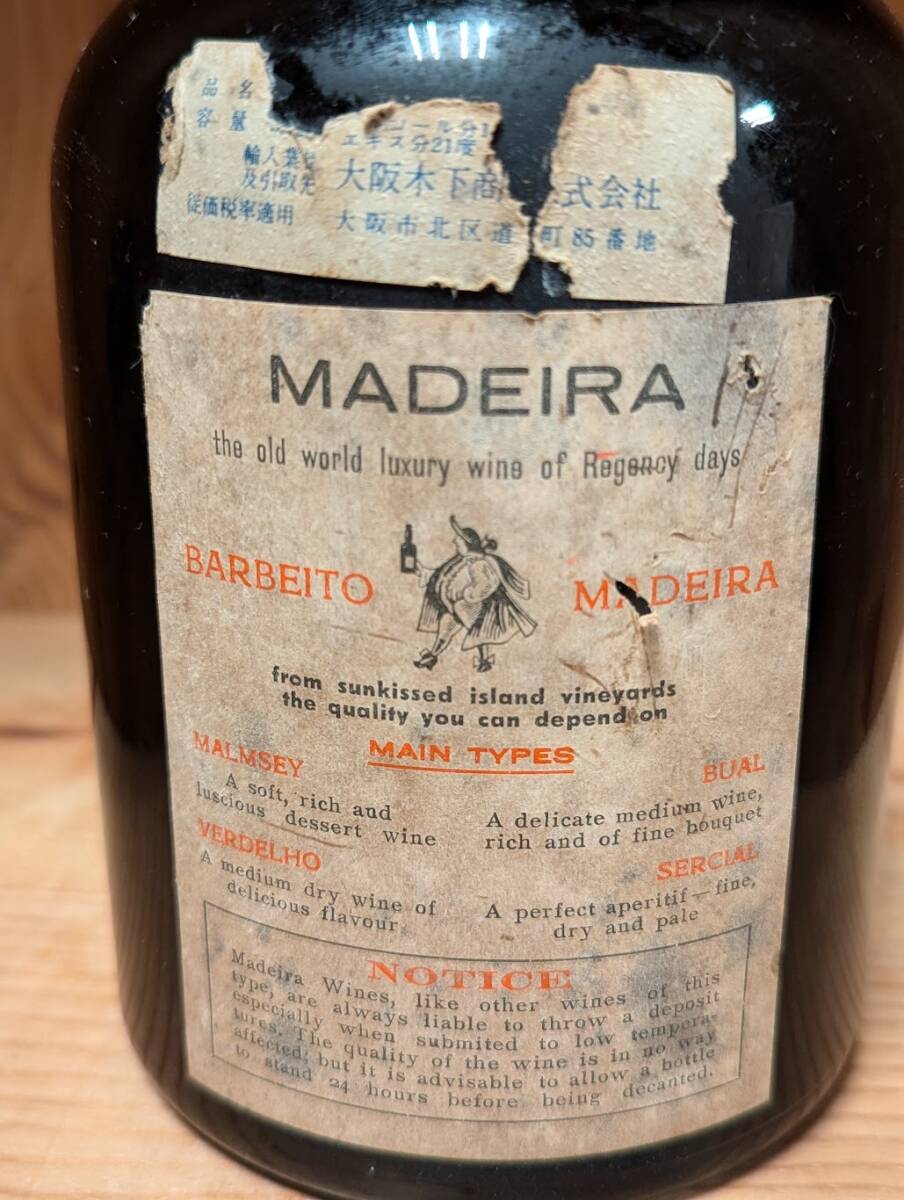 品名
容量
ール分1
エキス分21度
輸入業
及引取先 大阪木下商 式会社
従価税率適用 大阪市北区道 町85番地
MADEIRA
the old world luxury wine of Regency days
BARBEITO MADEIRA
from sunkissed island vineyards
the quality you can depend on
MAIN TYPES
MALMSEY
A soft, rich and
luscious dessert wine
BUAL
A delicate medium wine,
rich and of fine bouquet
VERDELHO
A medium dry wine of
delicious flavour
SERCIAL
A perfect aperitif — fine,
dry and pale
NOTICE
Madeira Wines, like other wines of this
type, are always liable to throw a deposit
especially when submited to low tempera-
tures. The quality of the wine is in no way
affected; but it is advisable to allow a bottle
to stand 24 hours before being decanted.